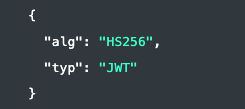 {
"alg": "HS256",
"typ": "JWT"
}